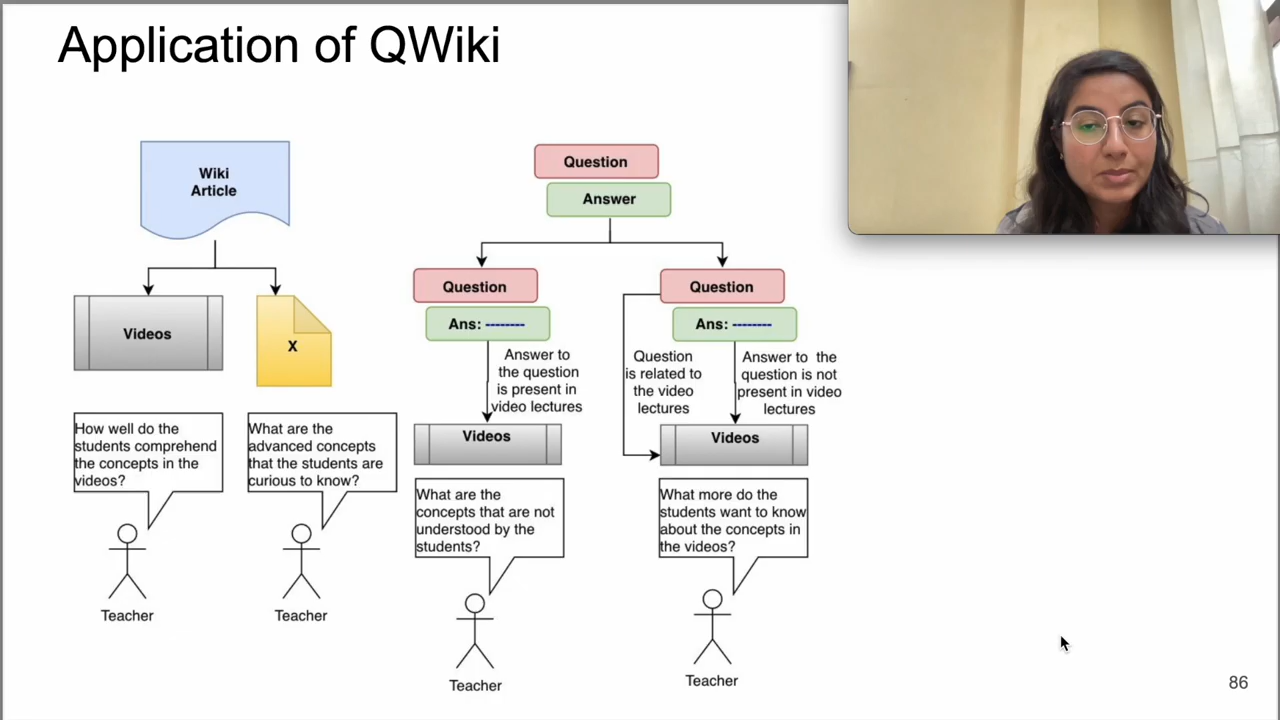 Application of QWiki
Wiki
Article
Videos
X
How well do the
students comprehend
the concepts in the
videos?
Teacher
What are the
advanced concepts
that the students are
curious to know?
Teacher
Question
Answer
Question
Ans: --------
Answer to
the question
is present in
video lectures
Videos
What are the
concepts that are not
understood by the
students?
Teacher
Question
Ans: --------
Question
is related to
the video
lectures
Answer to the
question is not
present in video
lectures
Videos
What more do the
students want to know
about the concepts in
the videos?
Teacher
86